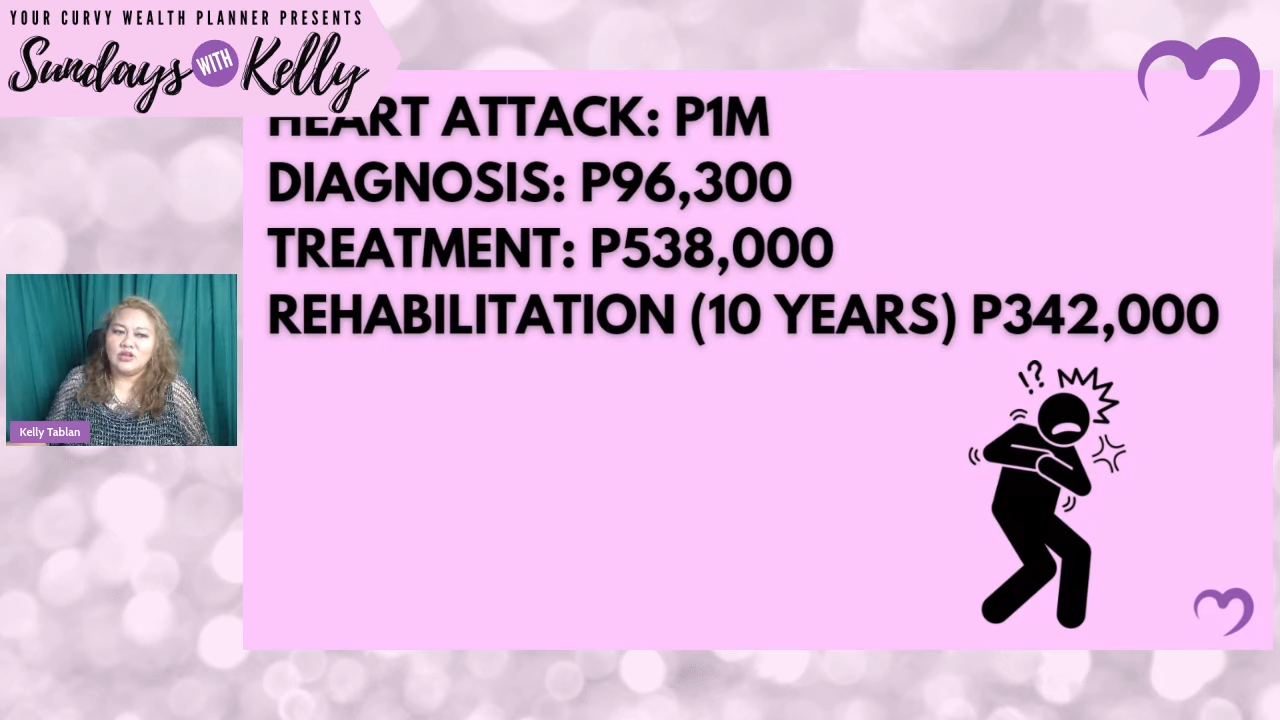 YOUR CURVY WEALTH PLANNER PRESENTS
Sundays WITH Kelly
HEART ATTACK: P1M
DIAGNOSIS: P96,300
TREATMENT: P538,000
REHABILITATION (10 YEARS) P342,000
!?
Kelly Tablan